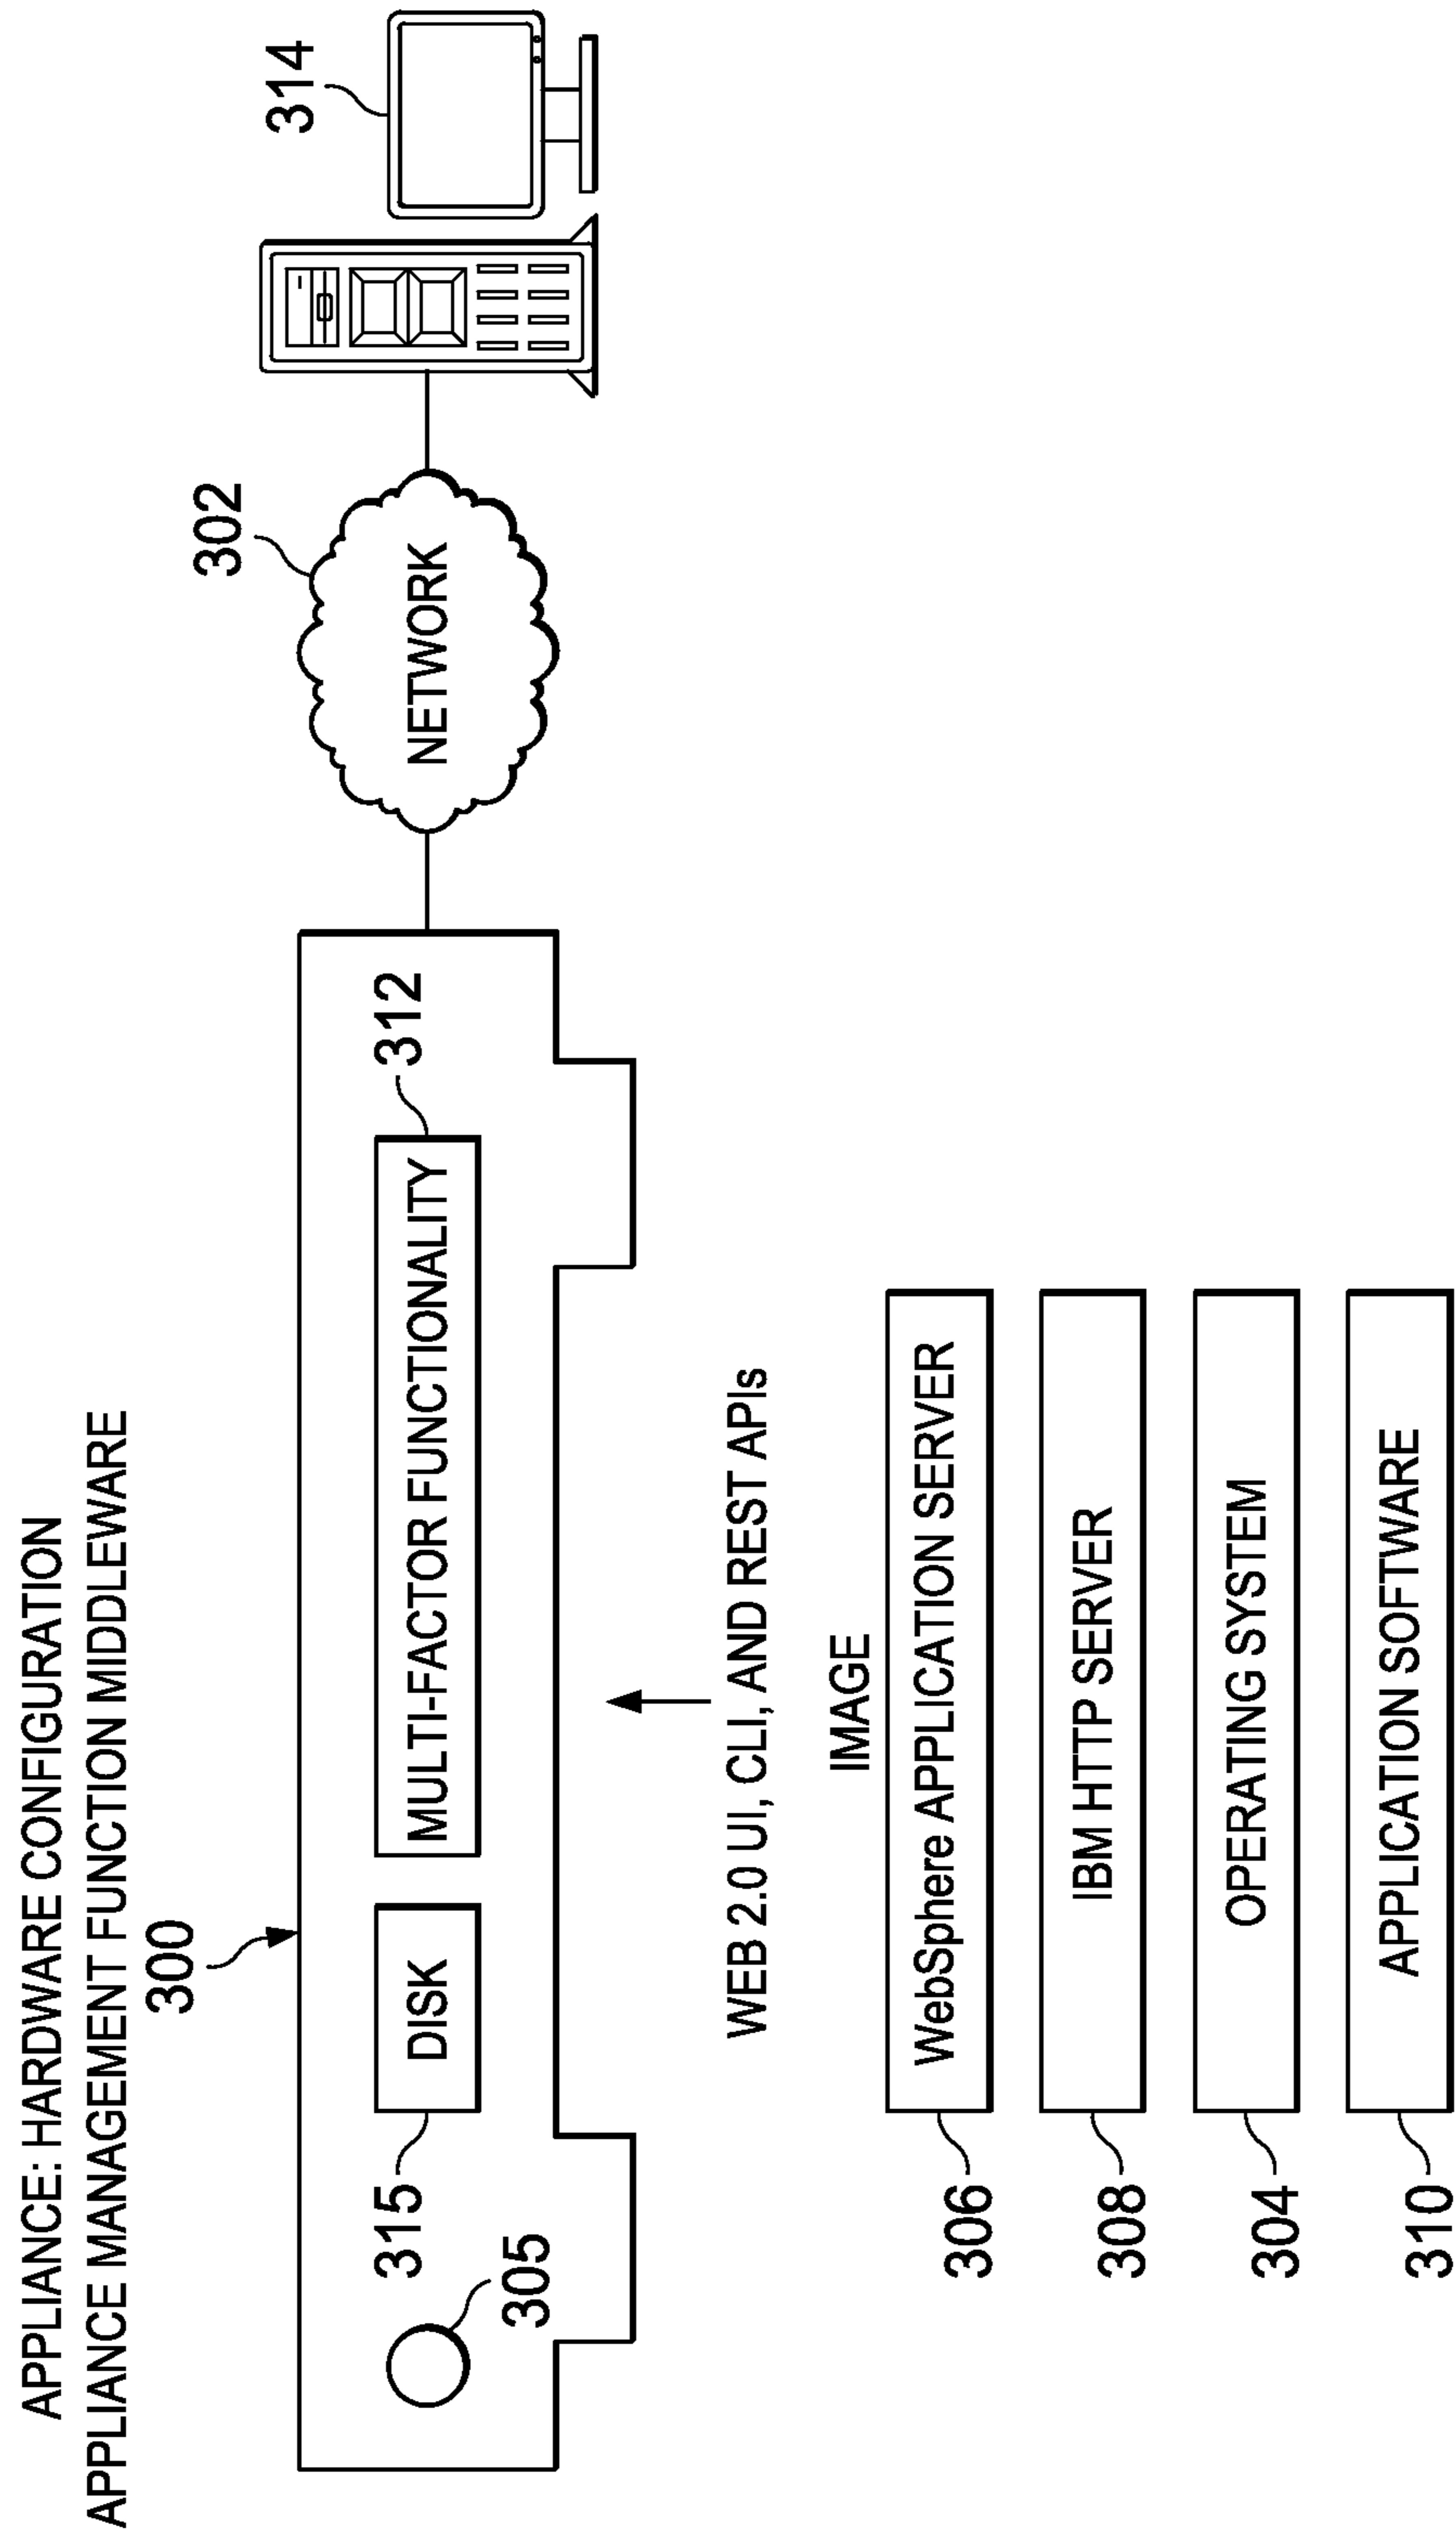 APPLIANCE: HARDWARE CONFIGURATION
APPLIANCE MANAGEMENT FUNCTION MIDDLEWARE
300
302
314
305
315
DISK
MULTI-FACTOR FUNCTIONALITY
312
NETWORK
WEB 2.0 UI, CLI, AND REST APIs
IMAGE
306
WebSphere APPLICATION SERVER
308
IBM HTTP SERVER
304
OPERATING SYSTEM
310
APPLICATION SOFTWARE